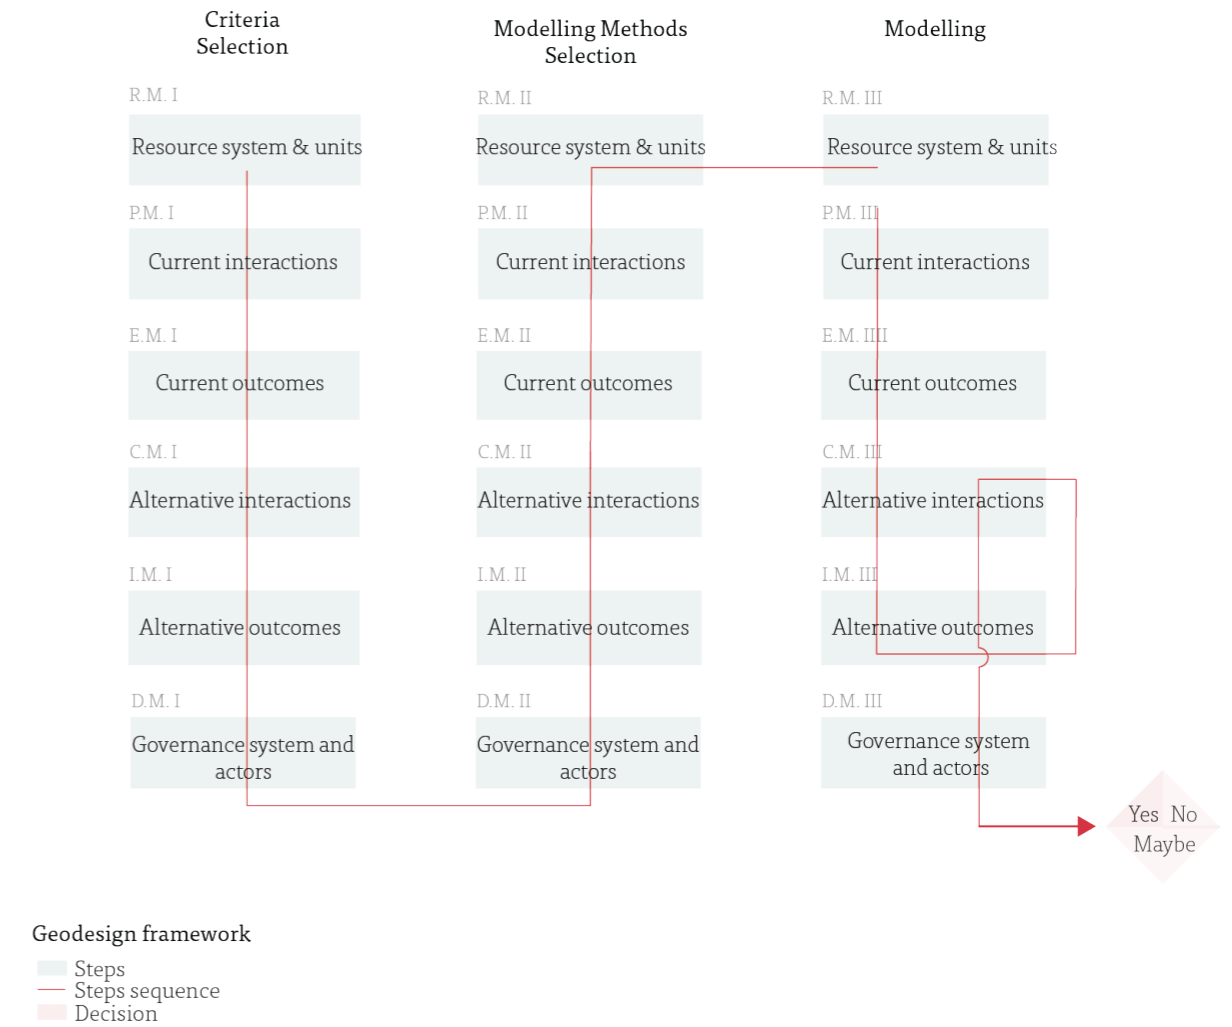 Criteria
Selection
Modelling Methods
Selection
Modelling
R.M. I
R.M. II
R.M. III
Resource system & units
Resource system & units
Resource system & units
P.M. I
P.M. II
P.M. III
Current interactions
Current interactions
Current interactions
E.M. I
E.M. II
E.M. IIII
Current outcomes
Current outcomes
Current outcomes
C.M. I
C.M. II
C.M. III
Alternative interactions
Alternative interactions
Alternative interactions
I.M. I
I.M. II
I.M. III
Alternative outcomes
Alternative outcomes
Alternative outcomes
D.M. I
D.M. II
D.M. III
Governance system and
actors
Governance system and
actors
Governance system
and actors
Yes No
Maybe
Geodesign framework
Steps
Steps sequence
Decision